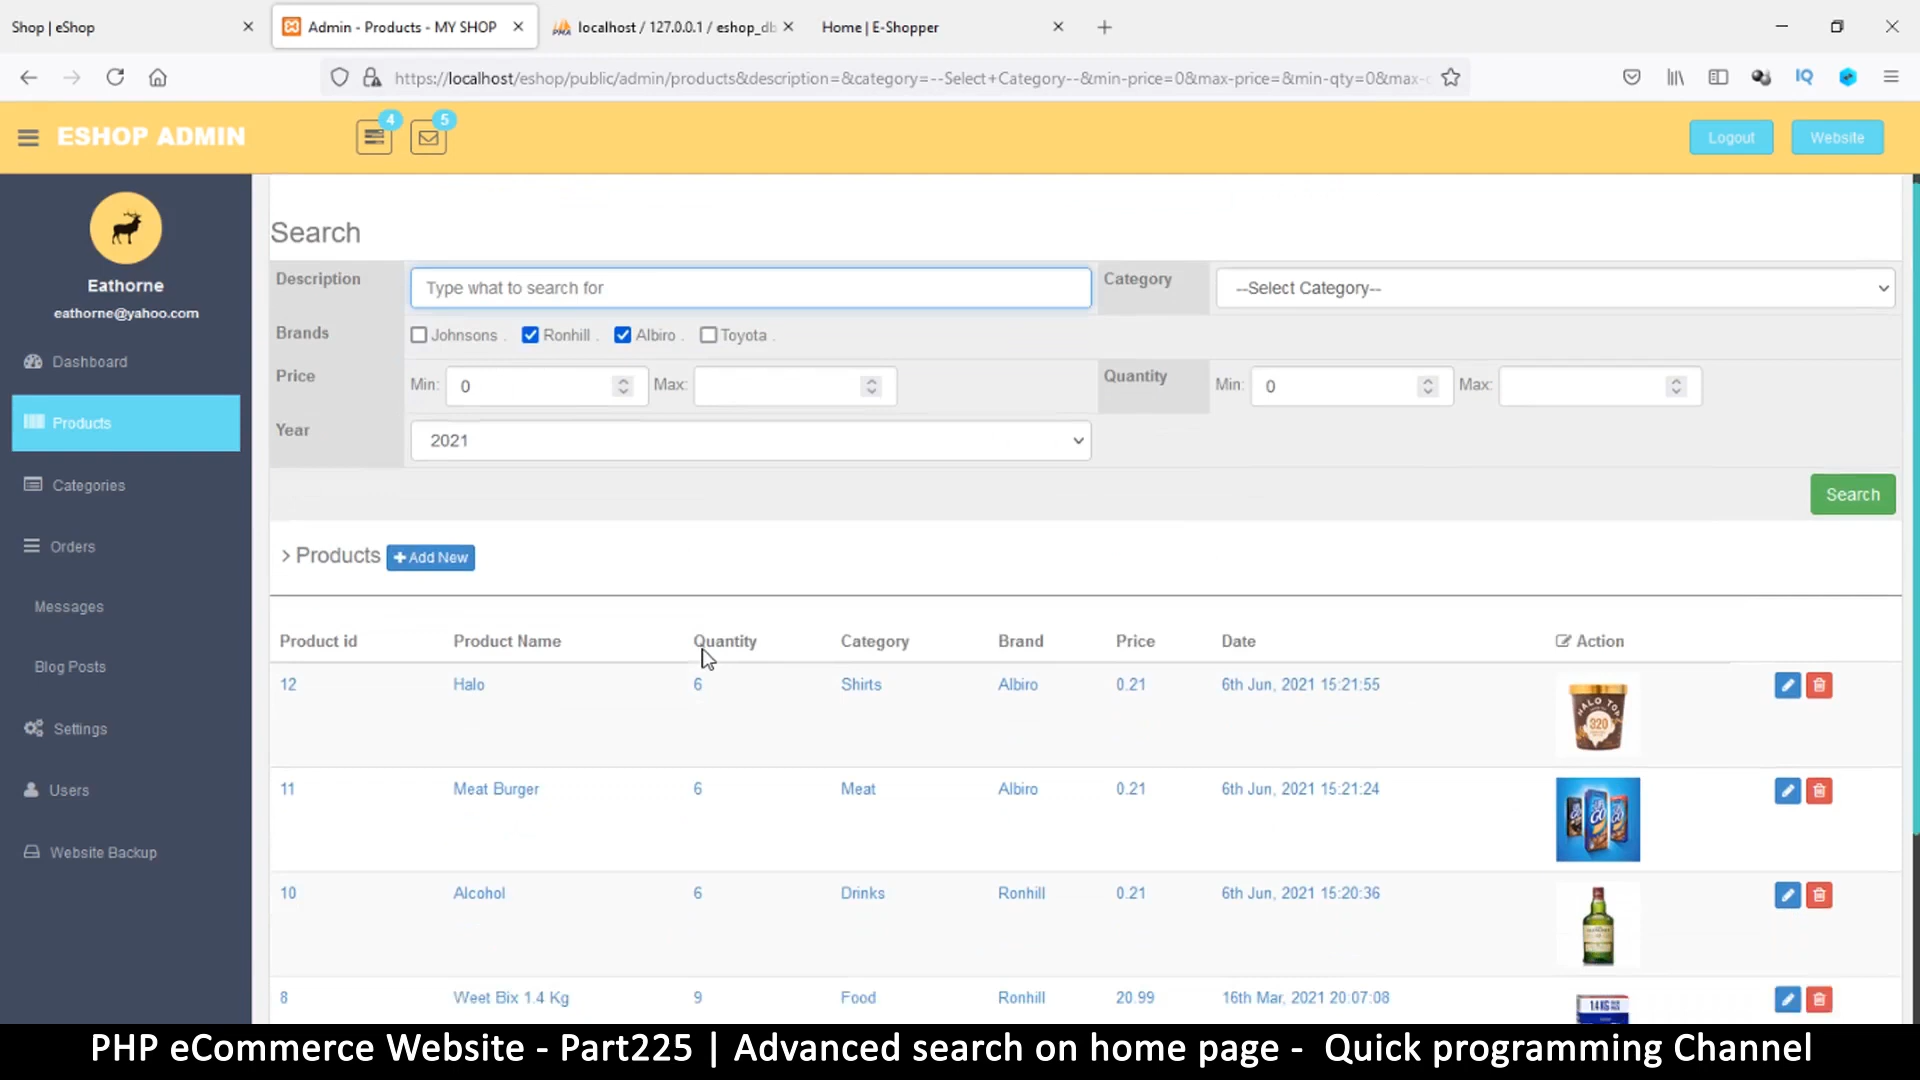 Shop | eShop
Admin - Products - MY SHOP
localhost / 127.0.0.1 / eshop_db
Home | E-Shopper
https://localhost/eshop/public/admin/products&description=&category=--Select+Category--&min-price=0&max-price=&min-qty=0&max-
IQ
ESHOP ADMIN
4
5
Logout
Website
Eathorne
eathorne@yahoo.com
Dashboard
Products
Categories
Orders
Messages
Blog Posts
Settings
Users
Website Backup
Search
Description
Type what to search for
Category
--Select Category--
Brands
Johnsons .
Ronhill .
Albiro .
Toyota .
Price
Min: 0
Max:
Quantity
Min: 0
Max:
Year
2021
Search
> Products
+ Add New
Product id Product Name Quantity Category Brand Price Date Action
12 Halo 6 Shirts Albiro 0.21 6th Jun, 2021 15:21:55
HALO TOP
320
11 Meat Burger 6 Meat Albiro 0.21 6th Jun, 2021 15:21:24
GO
10 Alcohol 6 Drinks Ronhill 0.21 6th Jun, 2021 15:20:36
8 Weet Bix 1.4 Kg 9 Food Ronhill 20.99 16th Mar, 2021 20:07:08
1.4 KG
PHP eCommerce Website - Part225 | Advanced search on home page - Quick programming Channel